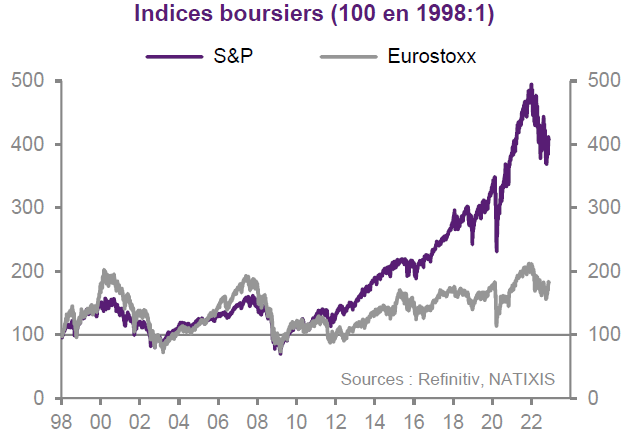 Indices boursiers (100 en 1998:1)
S&P Eurostoxx
500 500
400 400
300 300
200 200
100 100
Sources : Refinitiv, NATIXIS
0 0
98 00 02 04 06 08 10 12 14 16 18 20 22